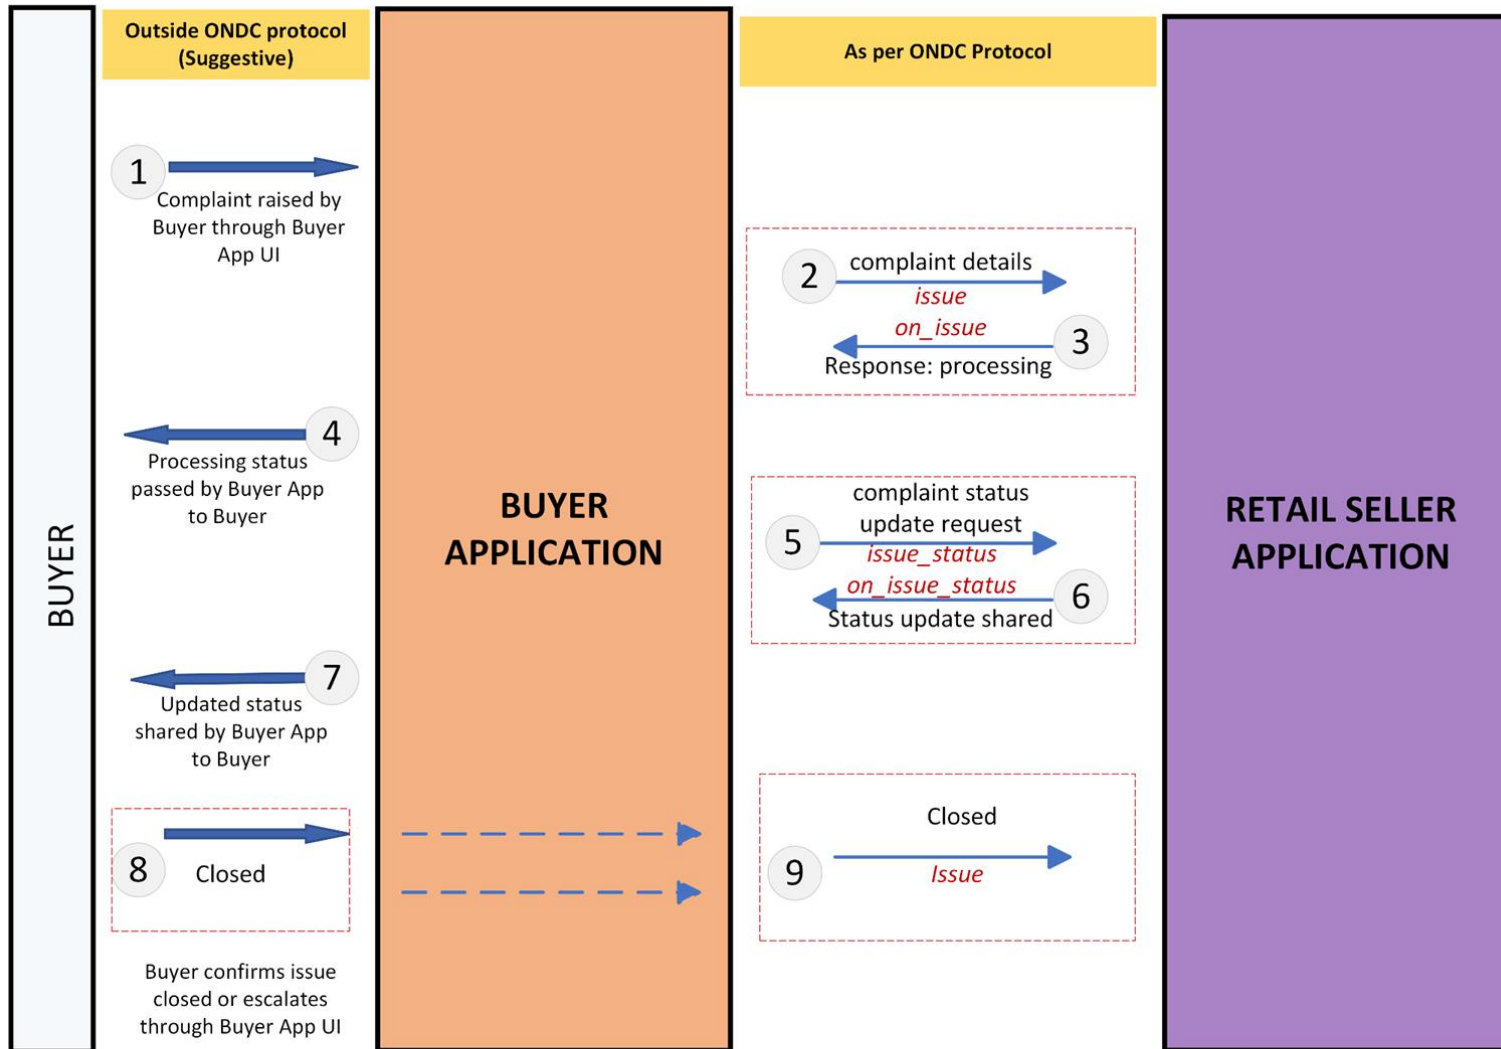 Outside ONDC protocol
(Suggestive)
As per ONDC Protocol
BUYER
BUYER
APPLICATION
RETAIL SELLER
APPLICATION
1
Complaint raised by
Buyer through Buyer
App UI
2
complaint details
issue
on_issue
3
Response: processing
4
Processing status
passed by Buyer App
to Buyer
complaint status
update request
5
issue_status
on_issue_status
6
Status update shared
7
Updated status
shared by Buyer App
to Buyer
8
Closed
Closed
9
Issue
Buyer confirms issue
closed or escalates
through Buyer App UI